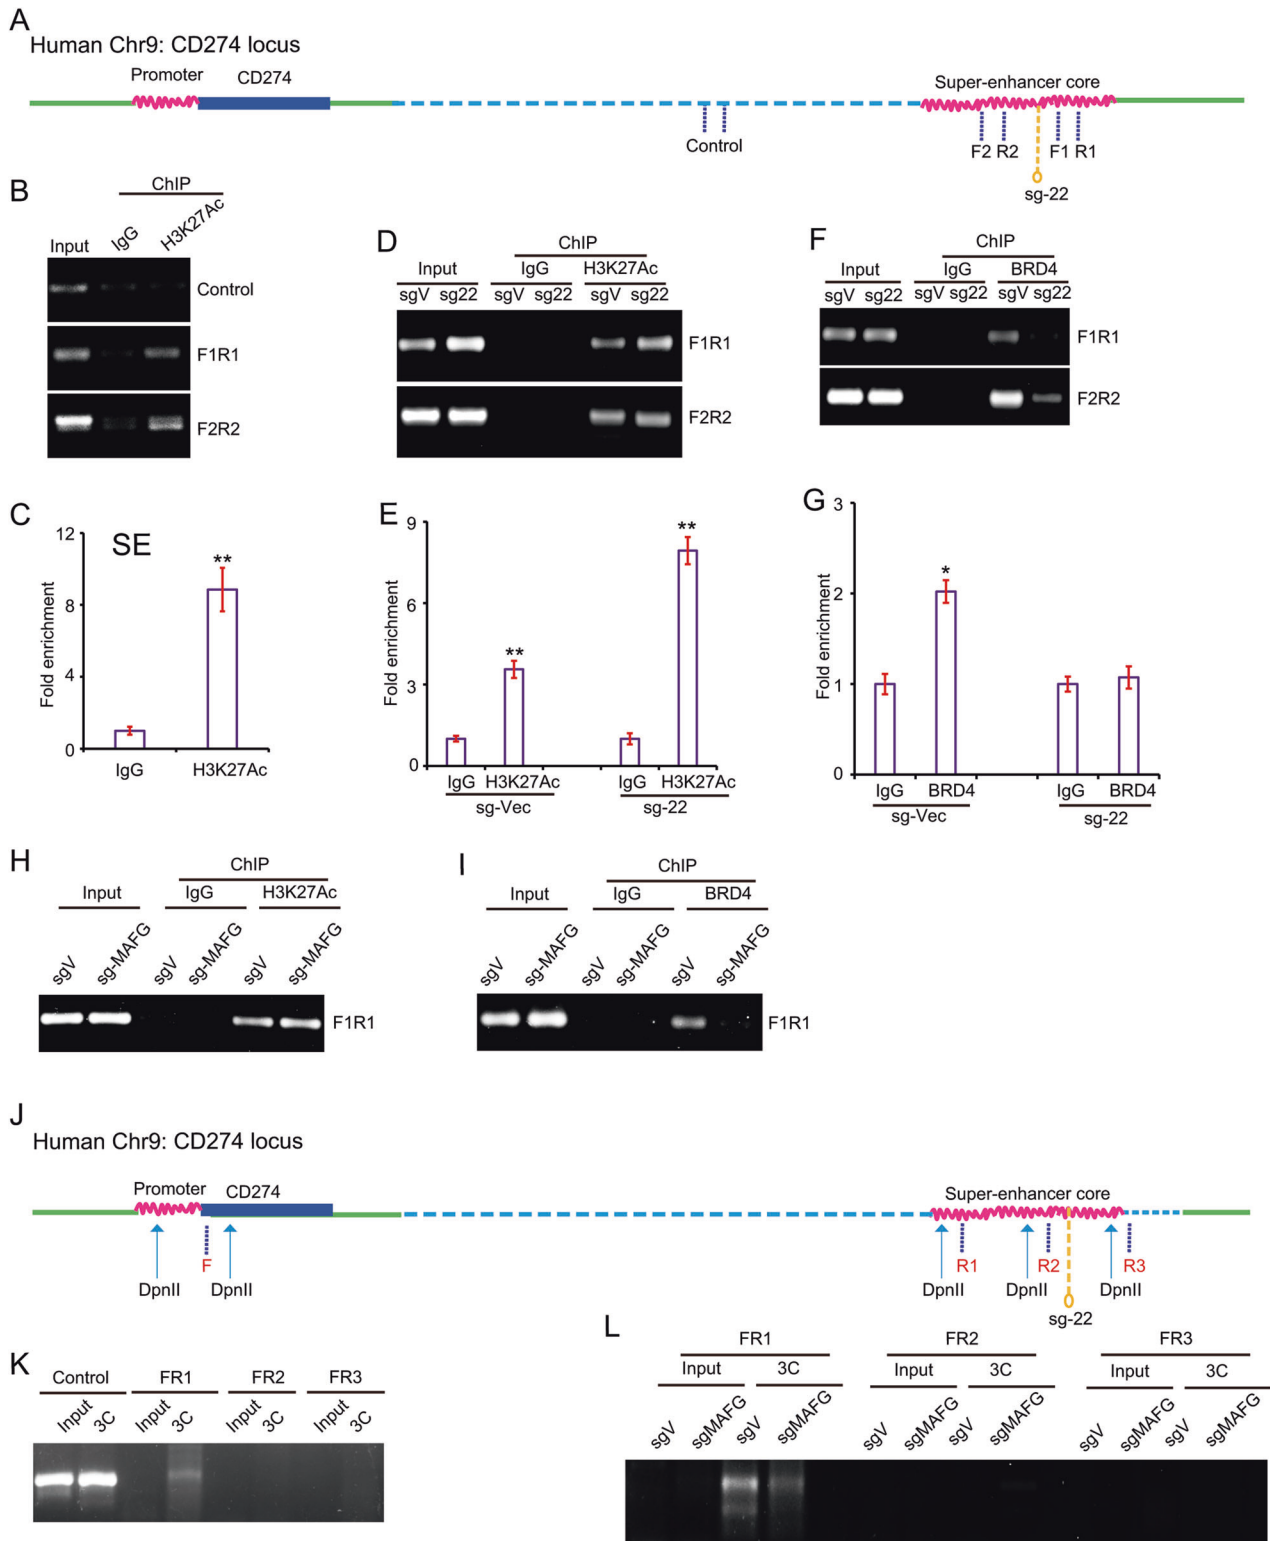 A
Human Chr9: CD274 locus
Promoter
CD274
Super-enhancer core
Control
F2 R2 F1 R1
sg-22
B
ChIP
Input IgG H3K27Ac
Control
F1R1
F2R2
D
ChIP
Input IgG H3K27Ac
sgV sg22 sgV sg22 sgV sg22
F1R1
F2R2
F
ChIP
Input IgG BRD4
sgV sg22 sgV sg22 sgV sg22
F1R1
F2R2
C
SE
Fold enrichment
12
8
4
0
**
IgG H3K27Ac
E
Fold enrichment
9
6
3
0
**
**
IgG H3K27Ac IgG H3K27Ac
sg-Vec sg-22
G
Fold enrichment
3
2
1
0
*
IgG BRD4 IgG BRD4
sg-Vec sg-22
H
ChIP
Input IgG H3K27Ac
sgV sg-MAFG sgV sg-MAFG sgV sg-MAFG
F1R1
I
ChIP
Input IgG BRD4
sgV sg-MAFG sgV sg-MAFG sgV sg-MAFG
F1R1
J
Human Chr9: CD274 locus
Promoter
CD274
Super-enhancer core
F R1 R2 R3
DpnII DpnII DpnII DpnII DpnII
sg-22
K
Control FR1 FR2 FR3
Input 3C Input 3C Input 3C Input 3C
L
FR1 FR2 FR3
Input 3C Input 3C Input 3C
sgV sgMAFG sgV sgMAFG sgV sgMAFG sgV sgMAFG sgV sgMAFG sgV sgMAFG